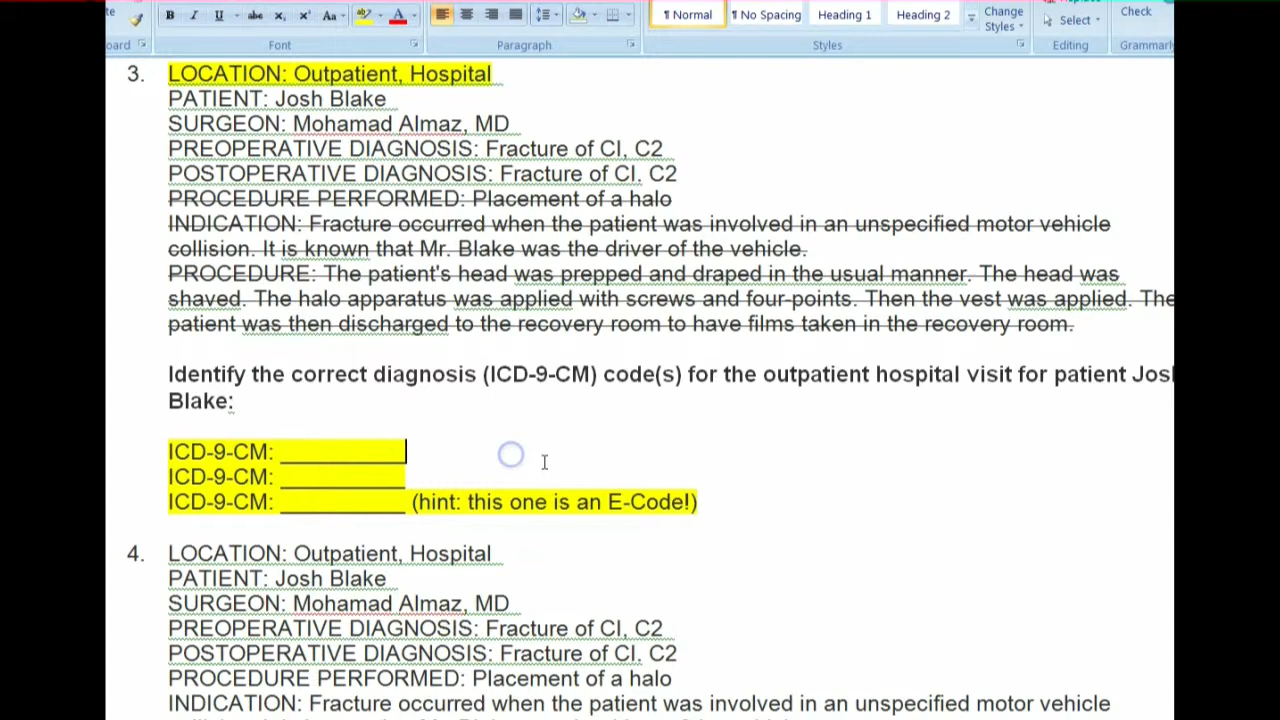 te
B I U abe x, x' Aa ab A
¶ Normal ¶ No Spacing Heading 1 Heading 2 Change Styles Select Check
oard Font Paragraph Styles Editing Grammarly
3. LOCATION: Outpatient, Hospital
PATIENT: Josh Blake
SURGEON: Mohamad Almaz, MD
PREOPERATIVE DIAGNOSIS: Fracture of CI, C2
POSTOPERATIVE DIAGNOSIS: Fracture of CI. C2
PROCEDURE PERFORMED: Placement of a halo
INDICATION: Fracture occurred when the patient was involved in an unspecified motor vehicle
collision. It is known that Mr. Blake was the driver of the vehicle.
PROCEDURE: The patient's head was prepped and draped in the usual manner. The head was
shaved. The halo apparatus was applied with screws and four-points. Then the vest was applied. The
patient was then discharged to the recovery room to have films taken in the recovery room.
Identify the correct diagnosis (ICD-9-CM) code(s) for the outpatient hospital visit for patient Josh
Blake:
ICD-9-CM: __________
ICD-9-CM: __________
ICD-9-CM: __________ (hint: this one is an E-Code!)
4. LOCATION: Outpatient, Hospital
PATIENT: Josh Blake
SURGEON: Mohamad Almaz, MD
PREOPERATIVE DIAGNOSIS: Fracture of CI, C2
POSTOPERATIVE DIAGNOSIS: Fracture of CI. C2
PROCEDURE PERFORMED: Placement of a halo
INDICATION: Fracture occurred when the patient was involved in an unspecified motor vehicle